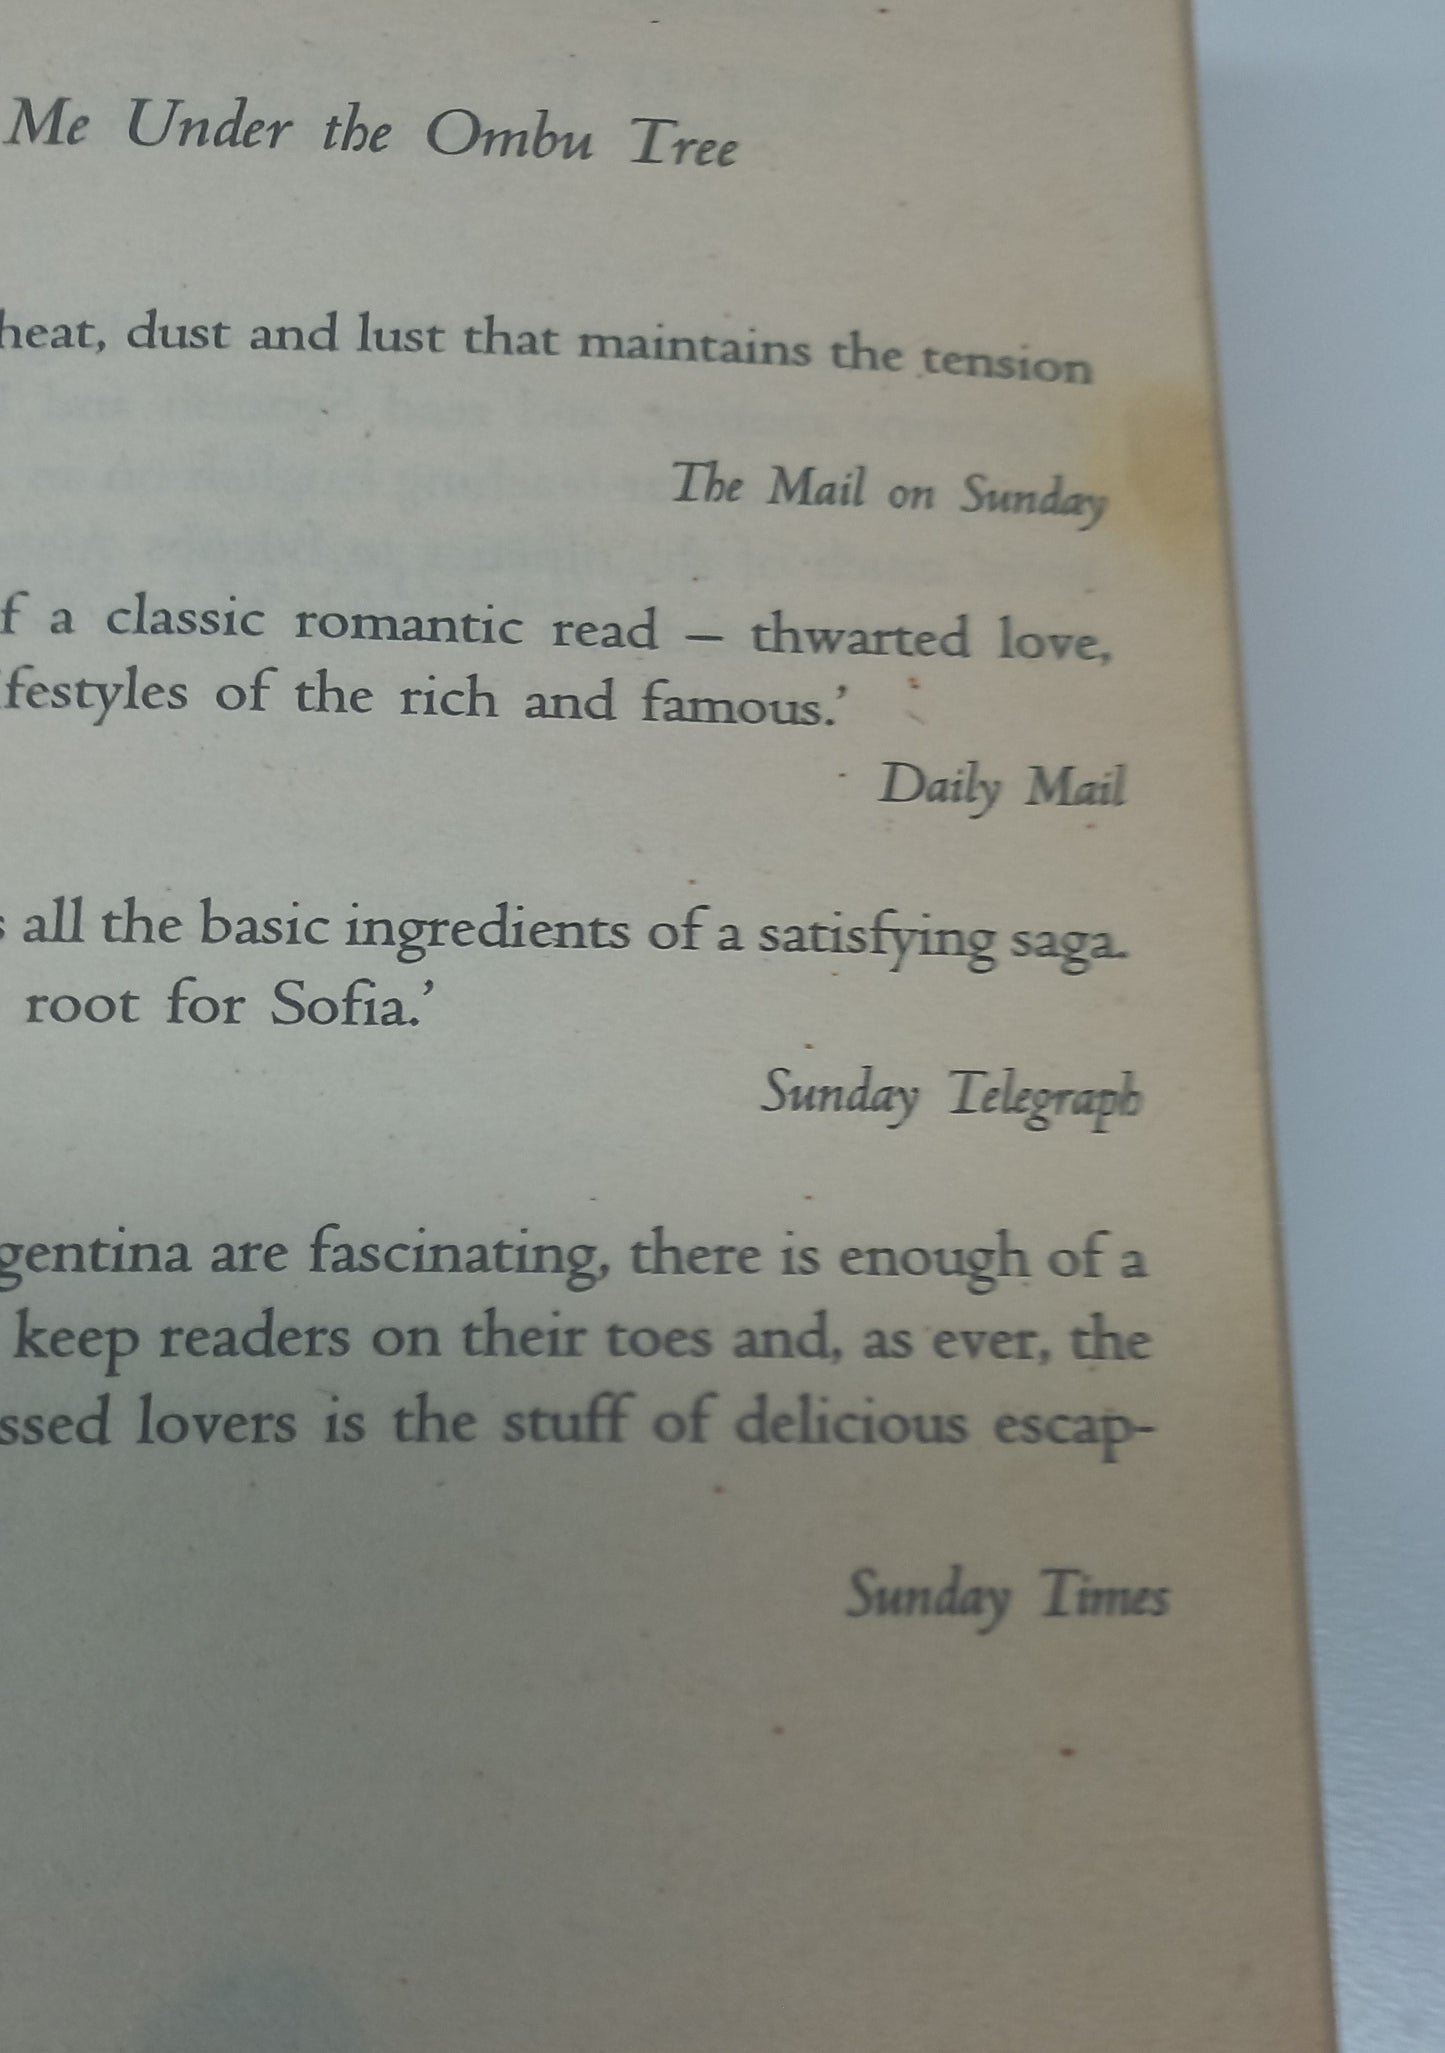 Me Under the Ombu Tree
heat, dust and lust that maintains the tension
The Mail on Sunday
f a classic romantic read – thwarted love,
festyles of the rich and famous.’
Daily Mail
s all the basic ingredients of a satisfying saga.
root for Sofia.’
Sunday Telegraph
gentina are fascinating, there is enough of a
keep readers on their toes and, as ever, the
ssed lovers is the stuff of delicious escap-
Sunday Times